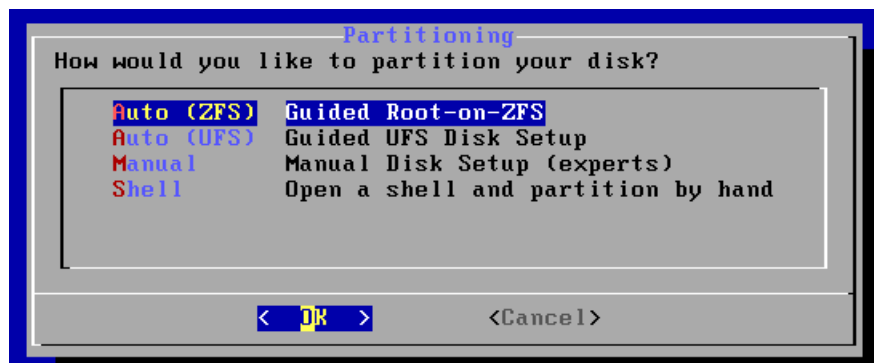 Partitioning
How would you like to partition your disk?
Auto (ZFS) Guided Root-on-ZFS
Auto (UFS) Guided UFS Disk Setup
Manual Manual Disk Setup (experts)
Shell Open a shell and partition by hand
< OK > <Cancel>